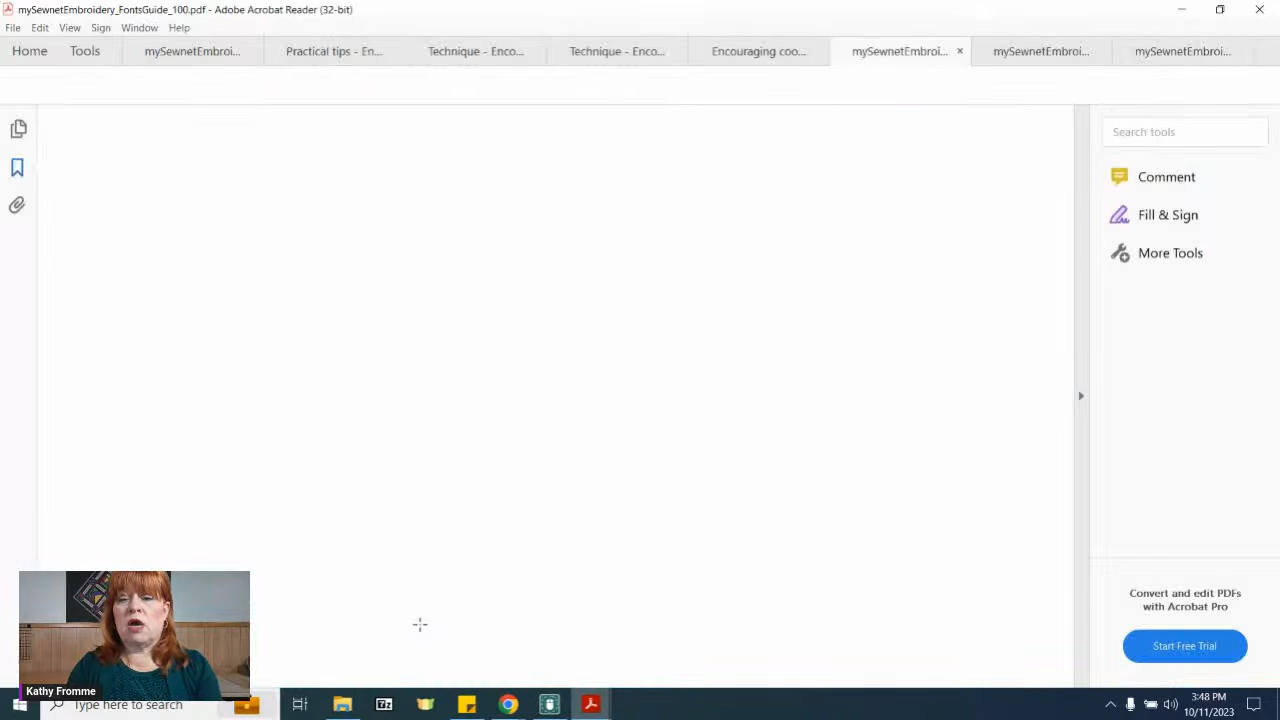 mySewnetEmbroidery_FontsGuide_100.pdf - Adobe Acrobat Reader (32-bit)
File Edit View Sign Window Help
Home Tools mySewnetEmbroi... Practical tips - En... Technique - Enco... Technique - Enco... Encouraging coo... mySewnetEmbroi... × mySewnetEmbroi... mySewnetEmbroi...
Search tools
Comment
Fill & Sign
More Tools
Convert and edit PDFs
with Acrobat Pro
Start Free Trial
Kathy Fromme
Type here to search
7z
3:48 PM
10/11/2023